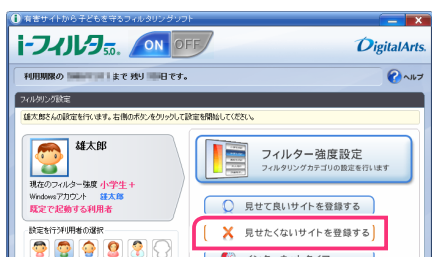 有害サイトから子どもを守るフィルタリングソフト
i-フィルター5.0. ON OFF
DigitalArts.
利用期限の まで 残り 日です。
ヘルプ
フィルタリング設定
雄太郎さんの設定を行います。右側のボタンをクリックして設定を開始してください。
雄太郎
現在のフィルター強度 小学生+
Windowsアカウント 雄太郎
既定で起動する利用者
設定を行う利用者の選択
フィルター強度設定
フィルタリングカテゴリの設定を行います
見せて良いサイトを登録する
見せたくないサイトを登録する